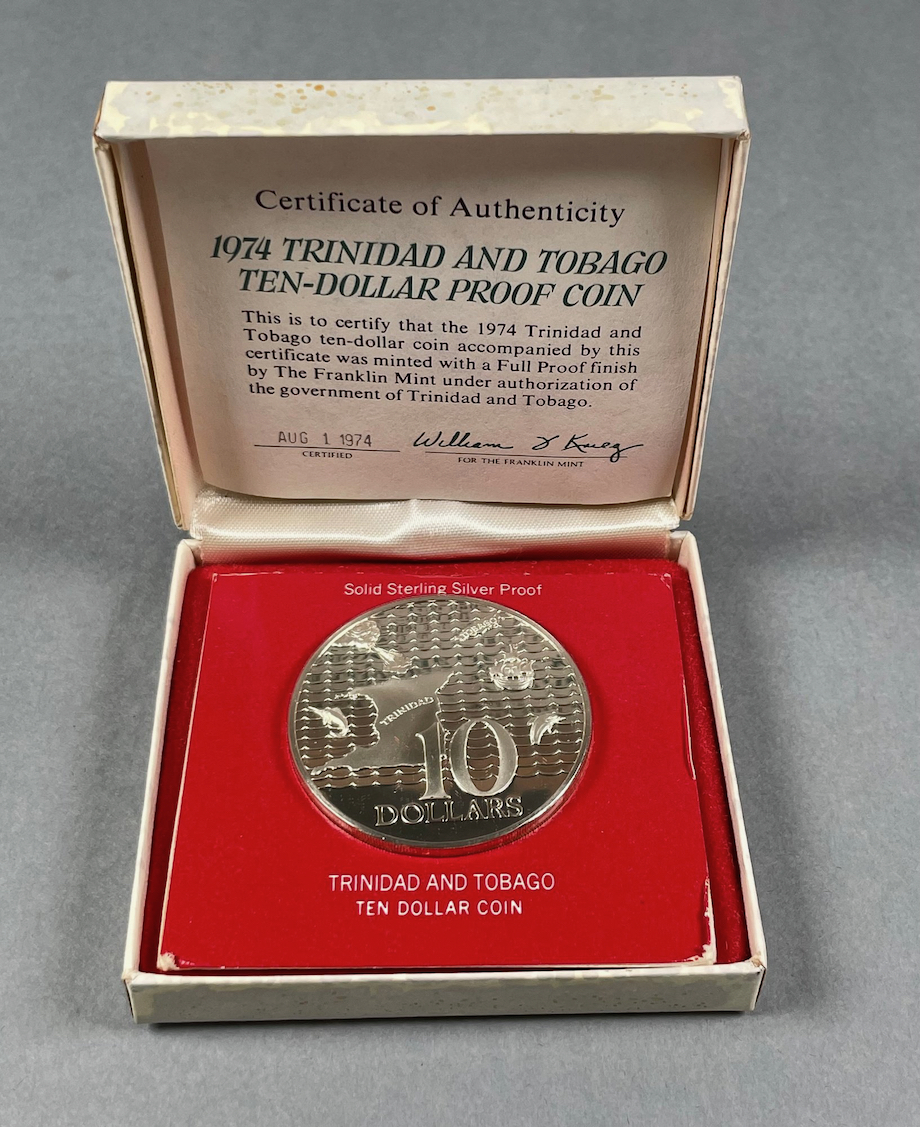 Certificate of Authenticity
1974 TRINIDAD AND TOBAGO
TEN-DOLLAR PROOF COIN
This is to certify that the 1974 Trinidad and
Tobago ten-dollar coin accompanied by this
certificate was minted with a Full Proof finish
by The Franklin Mint under authorization of
the government of Trinidad and Tobago.
AUG 1 1974
CERTIFIED
William F Krieg
FOR THE FRANKLIN MINT
Solid Sterling Silver Proof
TOBAGO
TRINIDAD
10
DOLLARS
TRINIDAD AND TOBAGO
TEN DOLLAR COIN